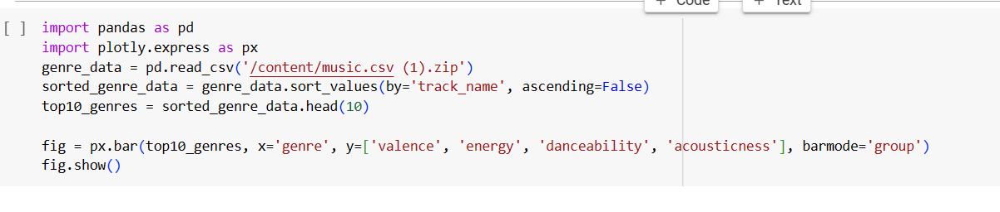 + Code + Text
[ ] import pandas as pd
import plotly.express as px
genre_data = pd.read_csv('/content/music.csv (1).zip')
sorted_genre_data = genre_data.sort_values(by='track_name', ascending=False)
top10_genres = sorted_genre_data.head(10)
fig = px.bar(top10_genres, x='genre', y=['valence', 'energy', 'danceability', 'acousticness'], barmode='group')
fig.show()